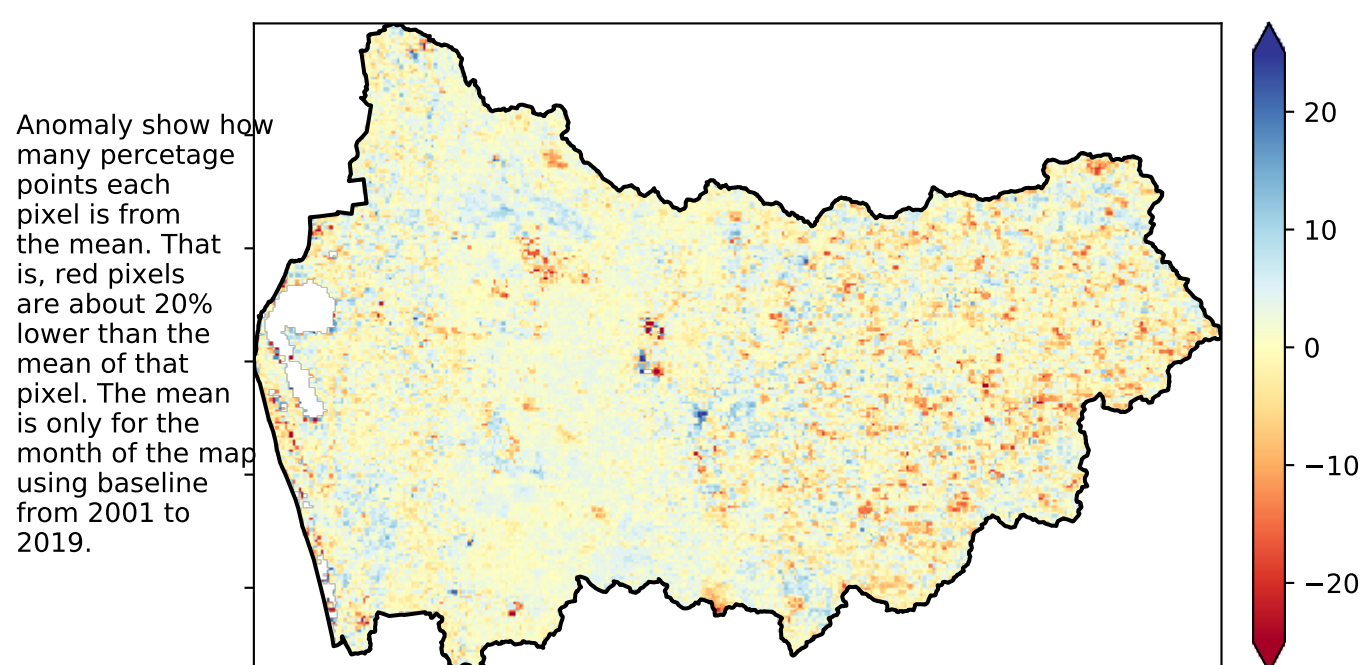 Anomaly show how
many percetage
points each
pixel is from
the mean. That
is, red pixels
are about 20%
lower than the
mean of that
pixel. The mean
is only for the
month of the map
using baseline
from 2001 to
2019.
20
10
0
−10
−20